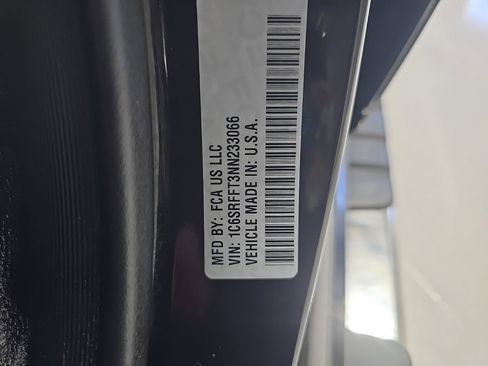 MFD BY: FCA US LLC
VIN: 1C6SRFFT3NN233066
VEHICLE MADE IN: U.S.A.